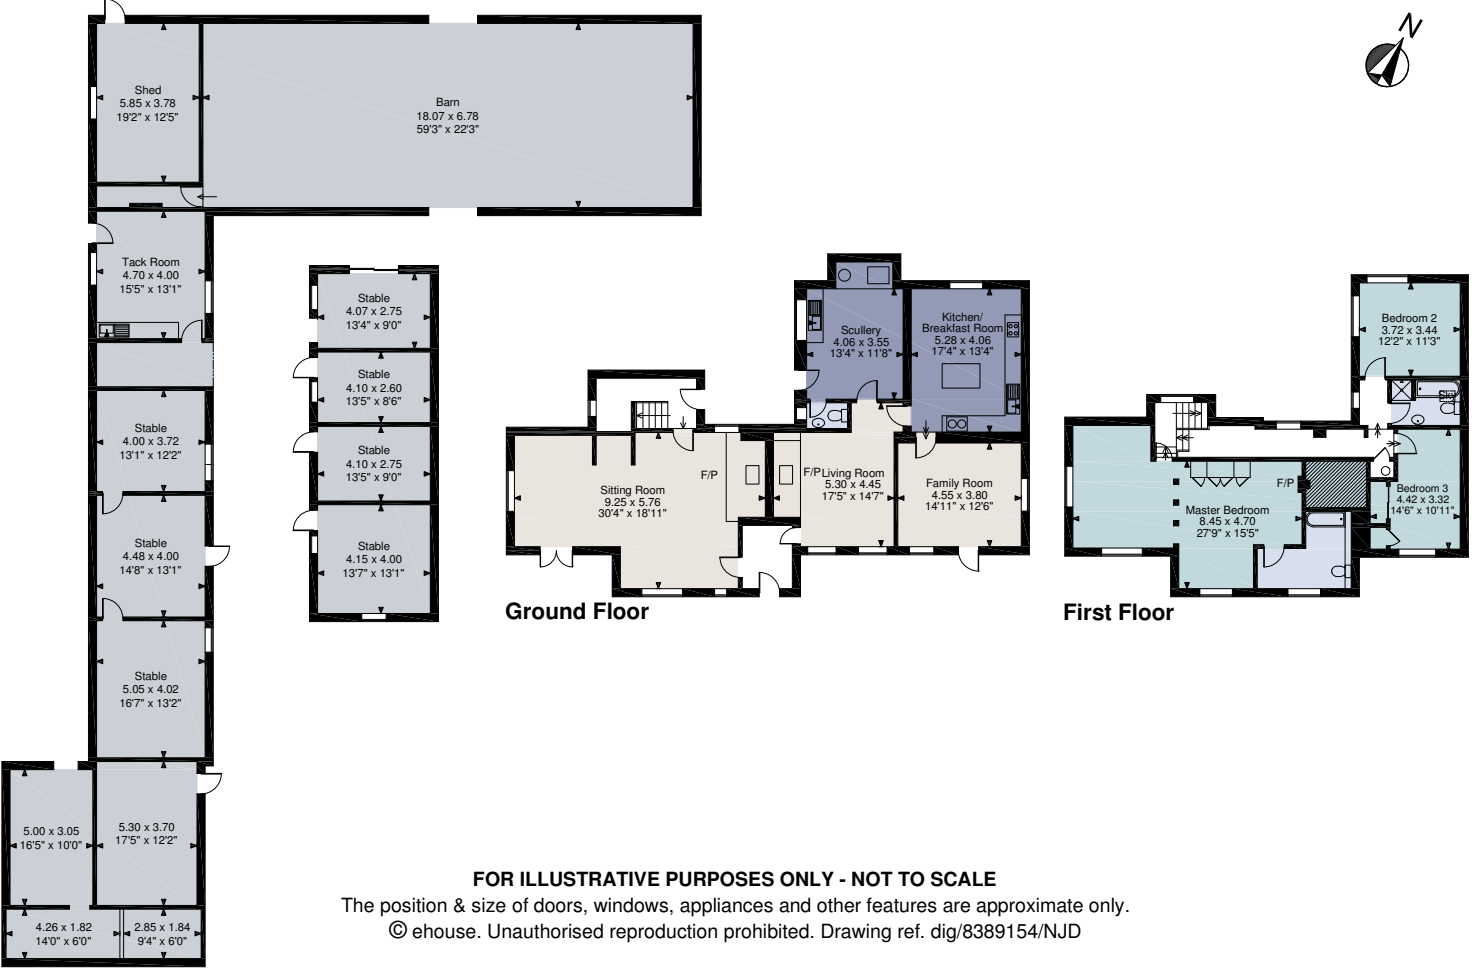 N
Shed
5.85 x 3.78
19'2" x 12'5"
Barn
18.07 x 6.78
59'3" x 22'3"
Tack Room
4.70 x 4.00
15'5" x 13'1"
Stable
4.00 x 3.72
13'1" x 12'2"
Stable
4.48 x 4.00
14'8" x 13'1"
Stable
5.05 x 4.02
16'7" x 13'2"
5.00 x 3.05
16'5" x 10'0"
5.30 x 3.70
17'5" x 12'2"
4.26 x 1.82
14'0" x 6'0"
2.85 x 1.84
9'4" x 6'0"
Stable
4.07 x 2.75
13'4" x 9'0"
Stable
4.10 x 2.60
13'5" x 8'6"
Stable
4.10 x 2.75
13'5" x 9'0"
Stable
4.15 x 4.00
13'7" x 13'1"
Scullery
4.06 x 3.55
13'4" x 11'8"
Kitchen/
Breakfast Room
5.28 x 4.06
17'4" x 13'4"
Sitting Room
9.25 x 5.76
30'4" x 18'11"
F/P
F/P
Living Room
5.30 x 4.45
17'5" x 14'7"
Family Room
4.55 x 3.80
14'11" x 12'6"
Ground Floor
Bedroom 2
3.72 x 3.44
12'2" x 11'3"
Sky
F/P
Master Bedroom
8.45 x 4.70
27'9" x 15'5"
Bedroom 3
4.42 x 3.32
14'6" x 10'11"
First Floor
FOR ILLUSTRATIVE PURPOSES ONLY - NOT TO SCALE
The position & size of doors, windows, appliances and other features are approximate only.
© ehouse. Unauthorised reproduction prohibited. Drawing ref. dig/8389154/NJD